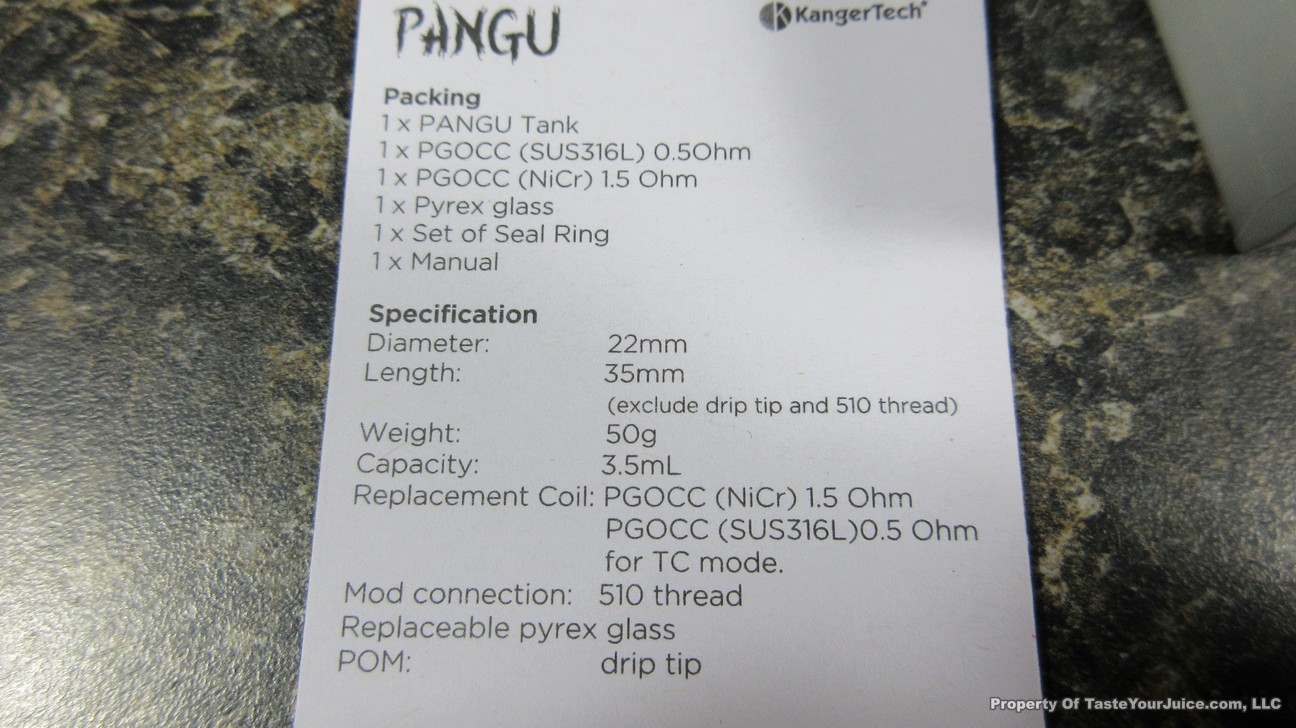 PANGU
KangerTech
Packing
1 x PANGU Tank
1 x PGOCC (SUS316L) 0.5Ohm
1 x PGOCC (NiCr) 1.5 Ohm
1 x Pyrex glass
1 x Set of Seal Ring
1 x Manual
Specification
Diameter: 22mm
Length: 35mm
(exclude drip tip and 510 thread)
Weight: 50g
Capacity: 3.5mL
Replacement Coil: PGOCC (NiCr) 1.5 Ohm
PGOCC (SUS316L)0.5 Ohm
for TC mode.
Mod connection: 510 thread
Replaceable pyrex glass
POM: drip tip
Property Of TasteYourJuice.com, LLC